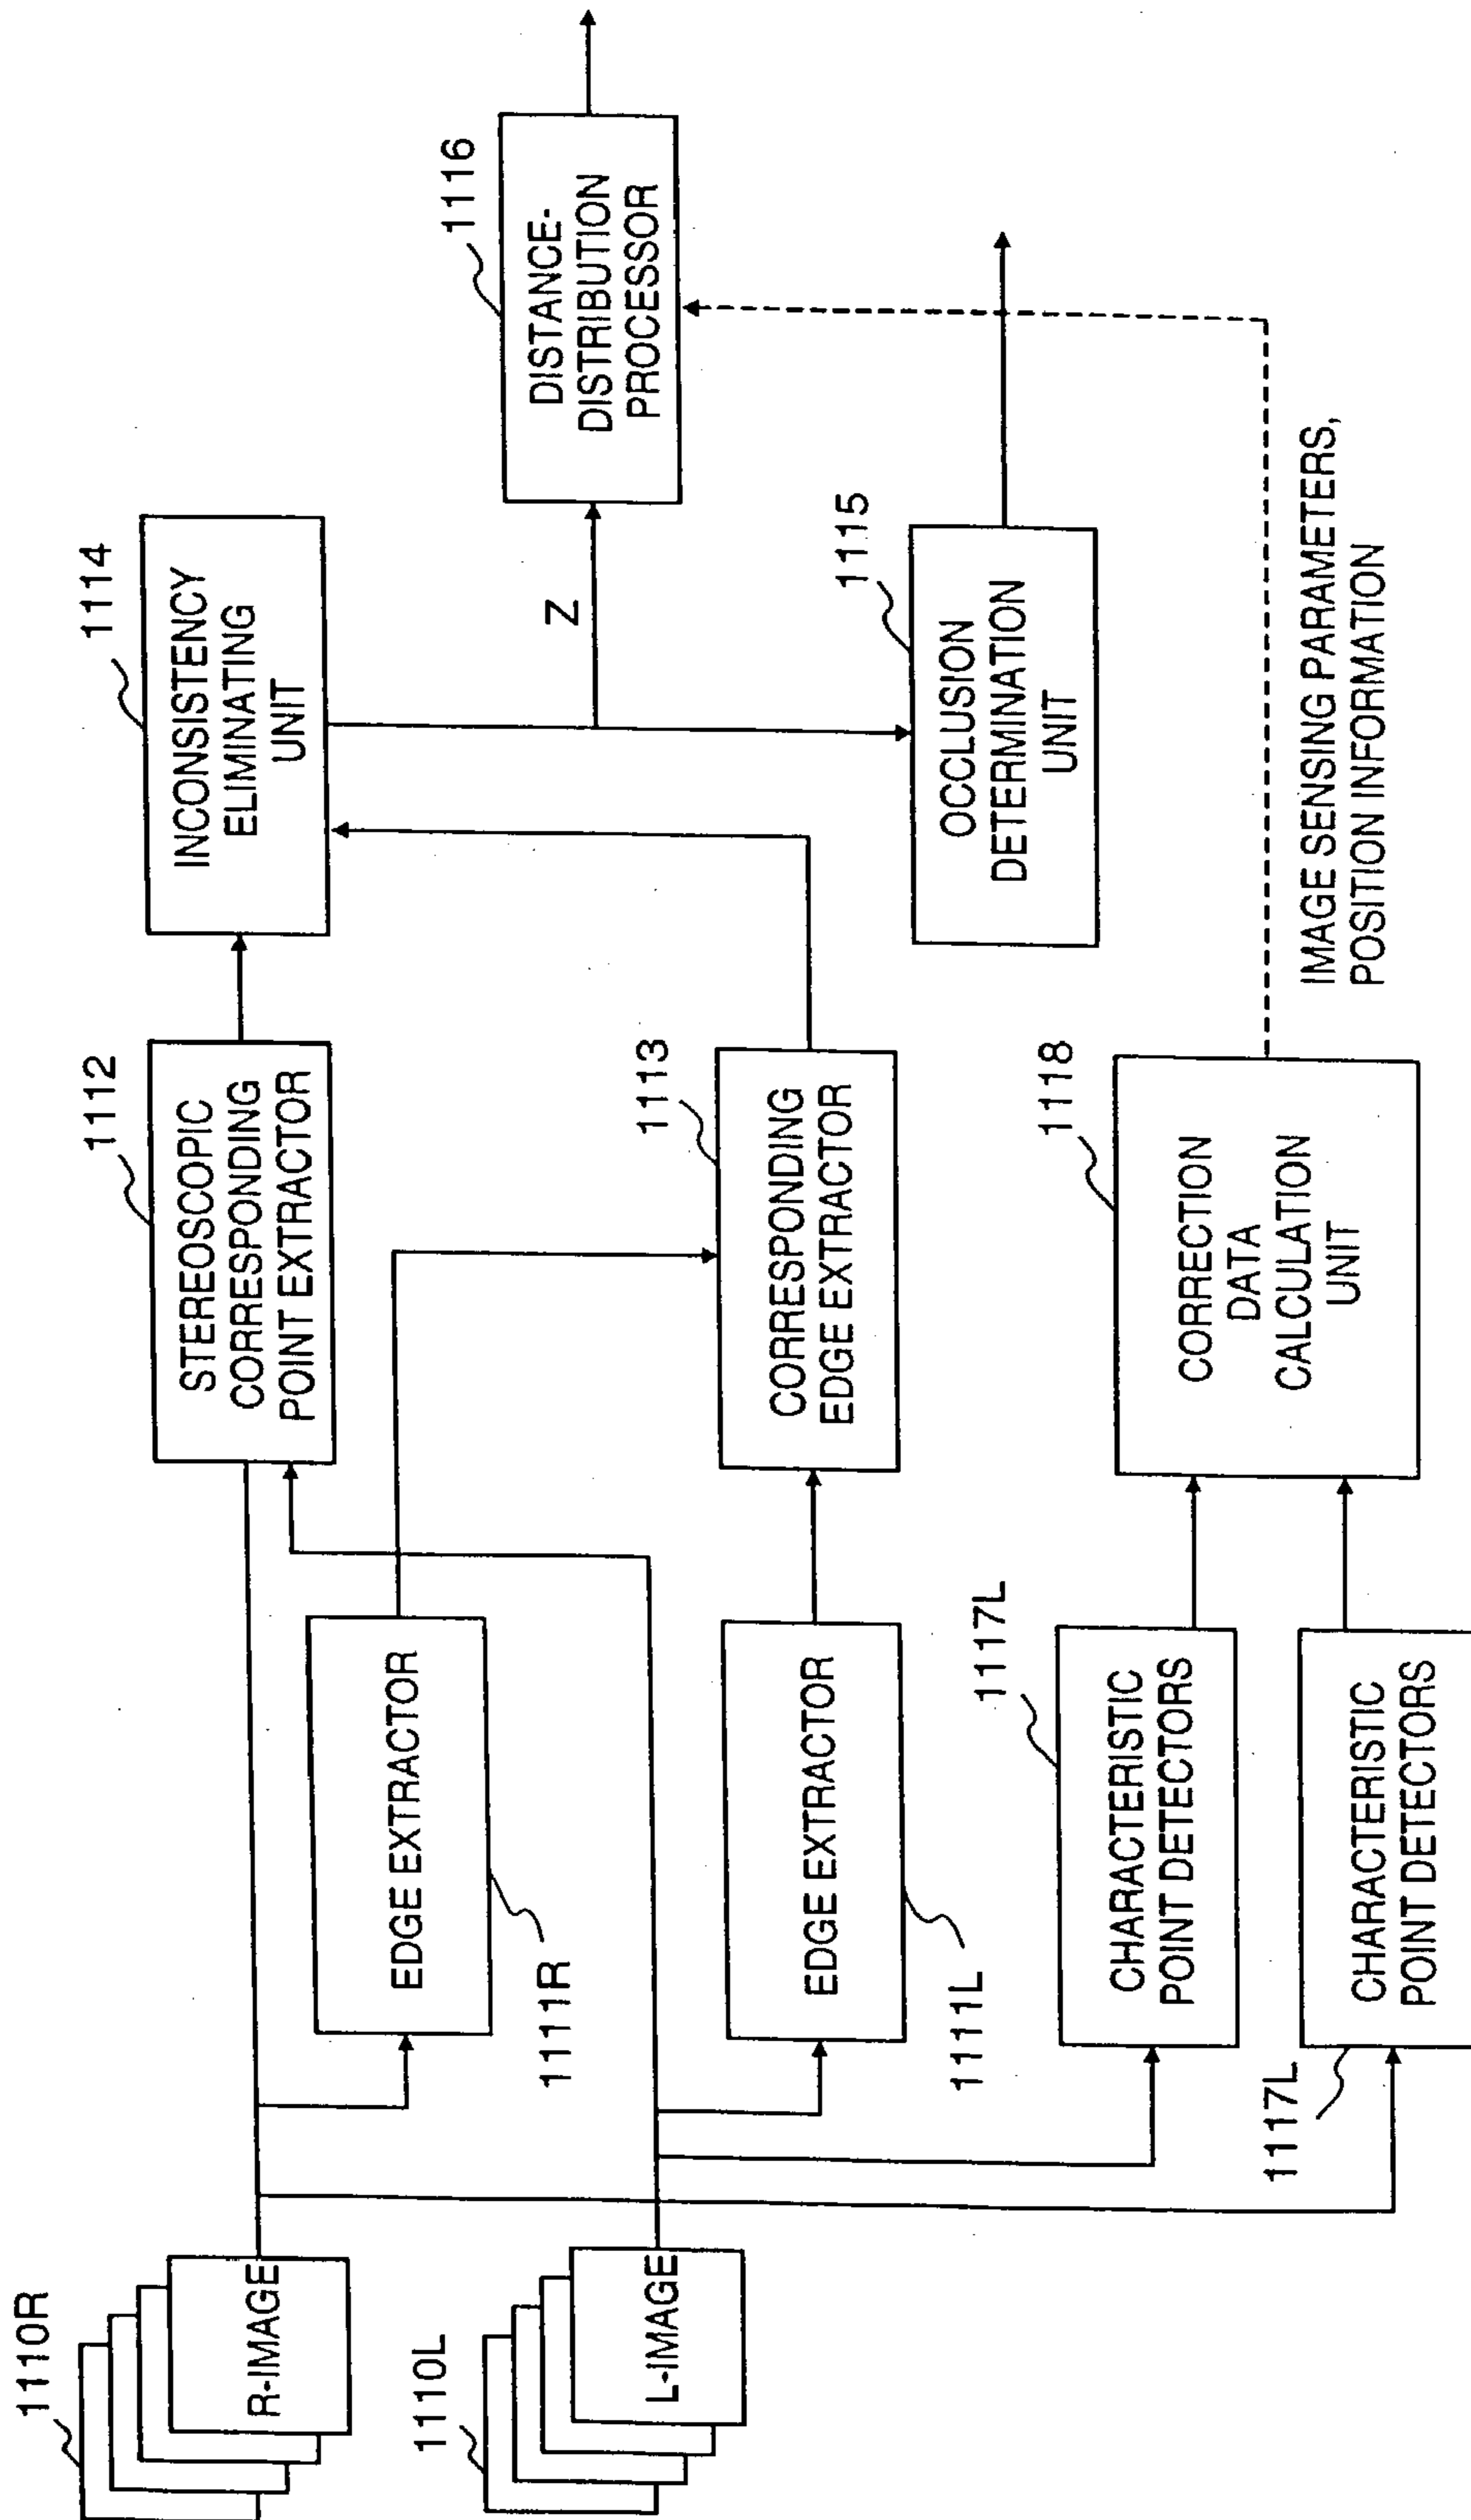 1110R
R-IMAGE
1110L
L-IMAGE
EDGE EXTRACTOR
1111R
EDGE EXTRACTOR
1111L
1117L
CHARACTERISTIC
POINT DETECTORS
1117L
CHARACTERISTIC
POINT DETECTORS
1112
STEREOSCOPIC
CORRESPONDING
POINT EXTRACTOR
1113
CORRESPONDING
EDGE EXTRACTOR
1118
CORRECTION
DATA
CALCULATION
UNIT
1114
INCONSISTENCY
ELIMINATING
UNIT
Z
1115
OCCLUSION
DETERMINATION
UNIT
IMAGE SENSING PARAMETERS,
POSITION INFORMATION
1116
DISTANCE-
DISTRIBUTION
PROCESSOR